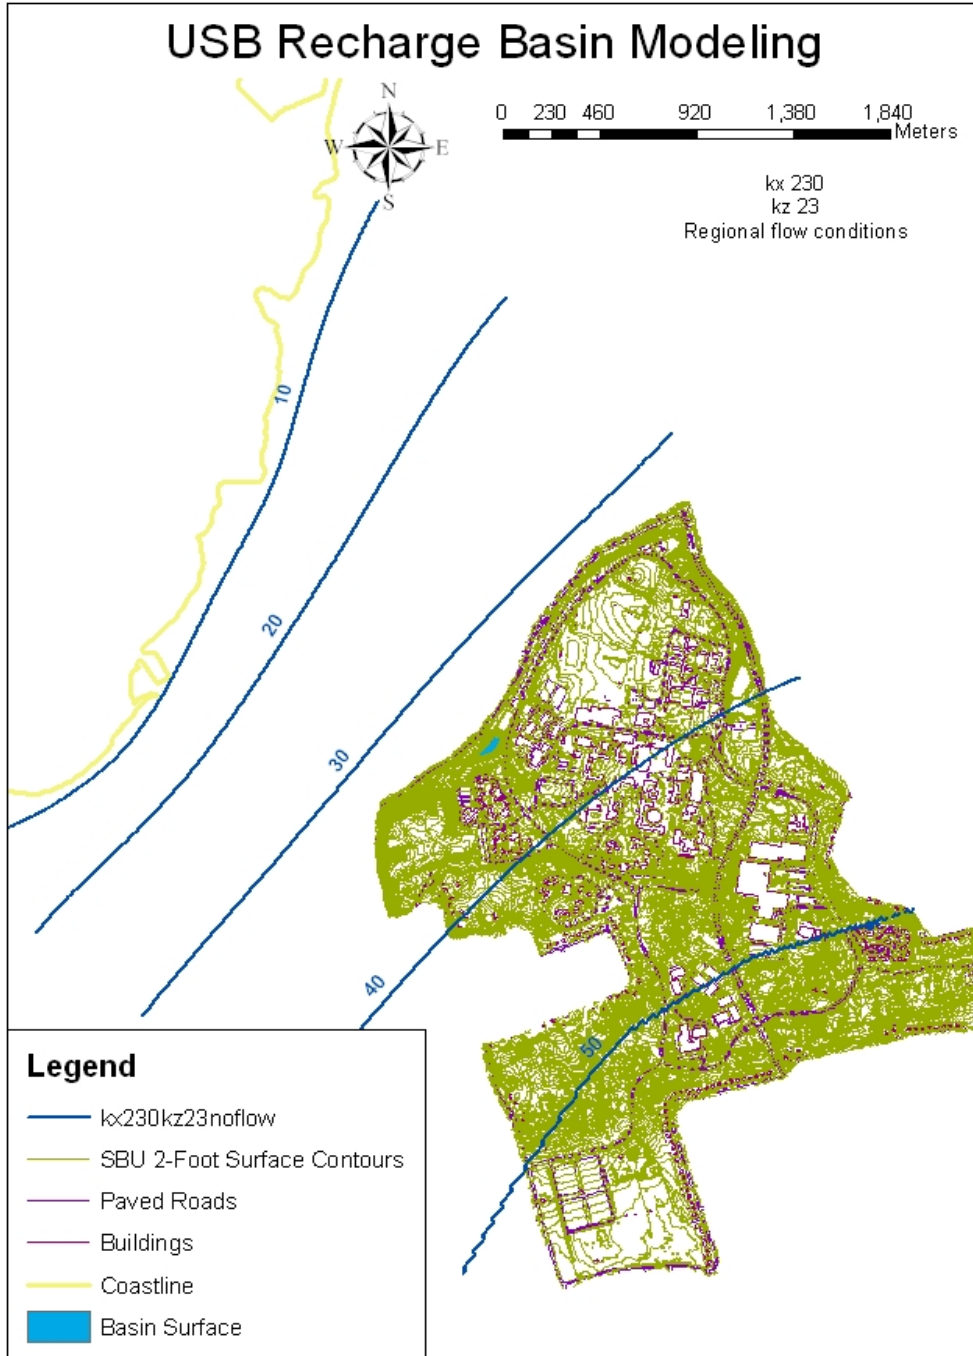 USB Recharge Basin Modeling
N
W E
S
0 230 460 920 1,380 1,840
Meters
kx 230
kz 23
Regional flow conditions
10
20
30
40
50
Legend
kx230kz23noflow
SBU 2-Foot Surface Contours
Paved Roads
Buildings
Coastline
Basin Surface